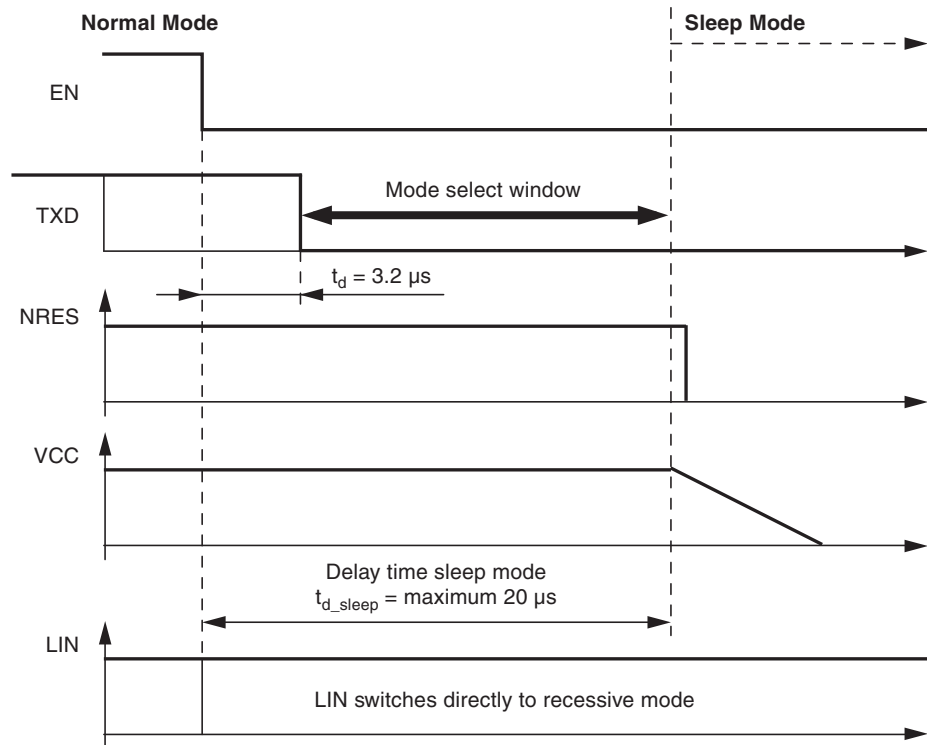 Normal Mode
Sleep Mode
EN
Mode select window
TXD
t_d = 3.2 µs
NRES
VCC
Delay time sleep mode
t_d_sleep = maximum 20 µs
LIN
LIN switches directly to recessive mode